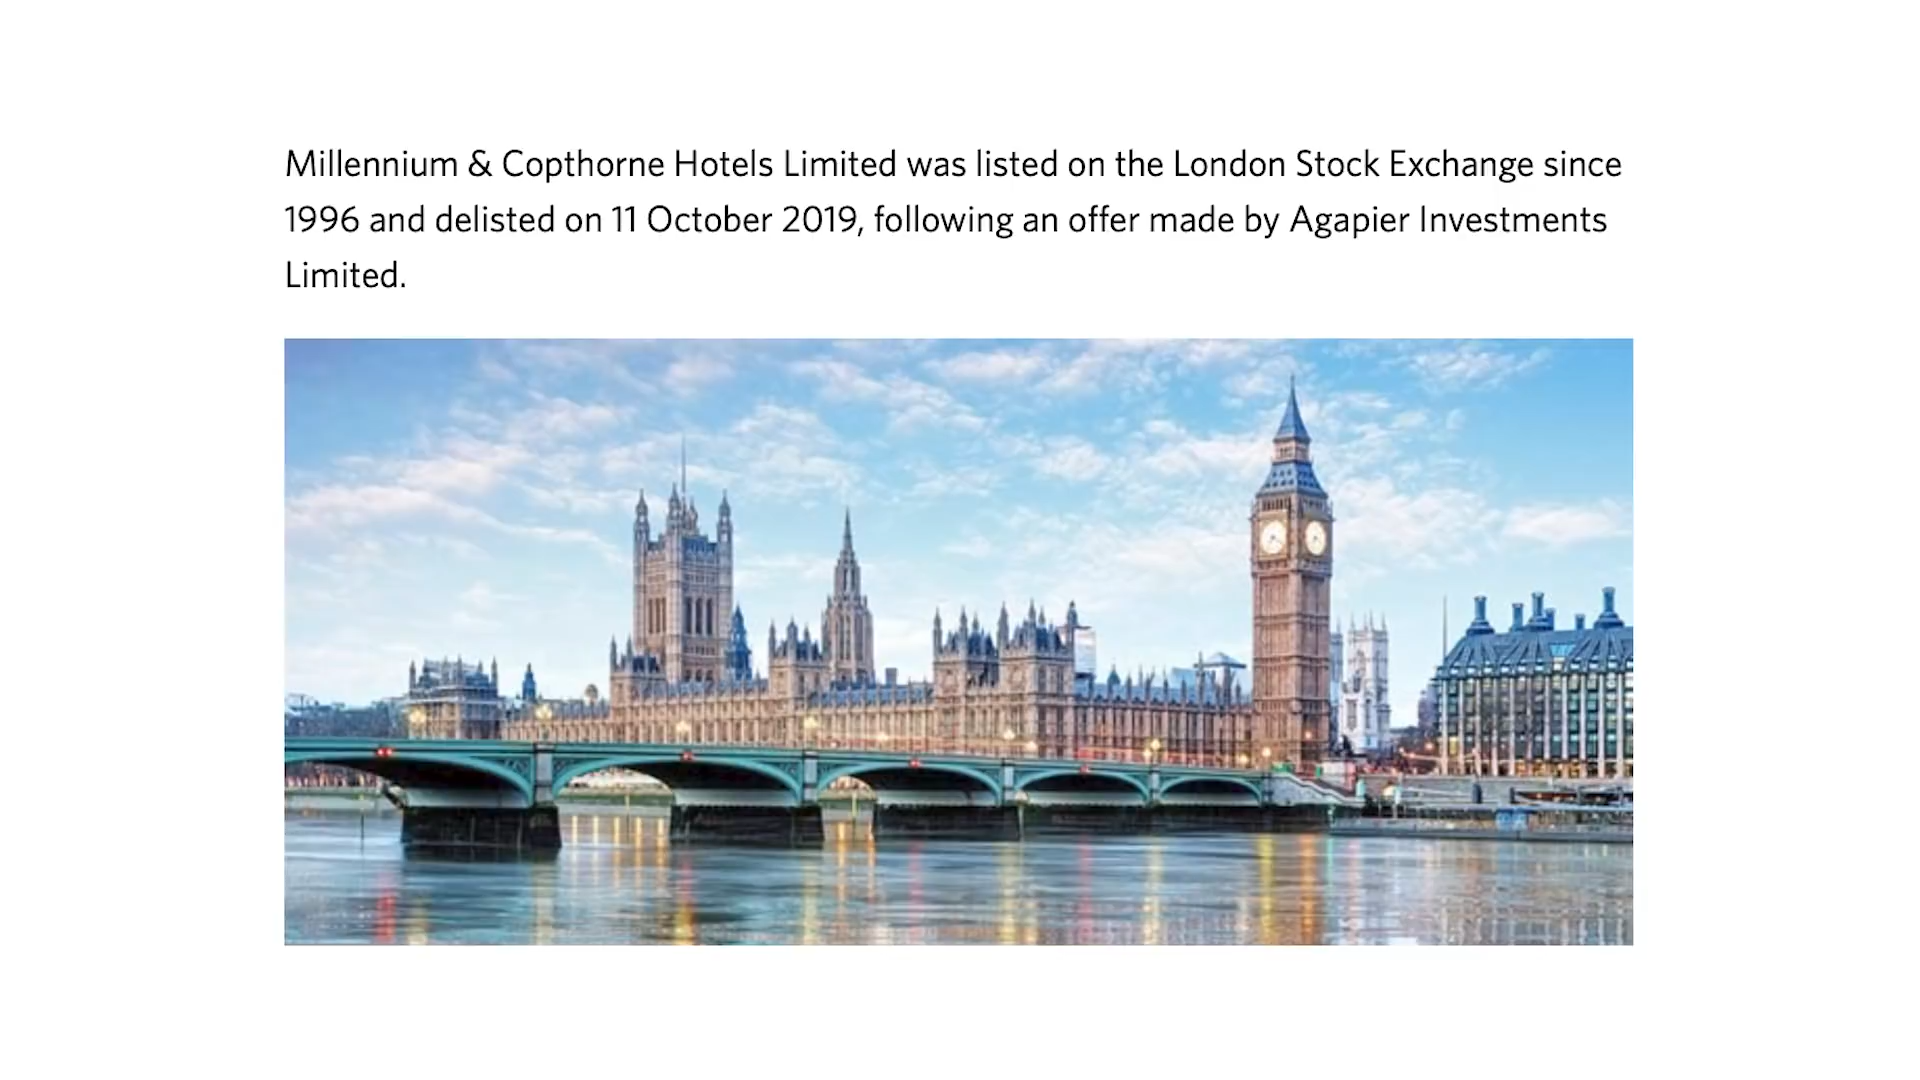 Millennium & Copthorne Hotels Limited was listed on the London Stock Exchange since
1996 and delisted on 11 October 2019, following an offer made by Agapier Investments
Limited.